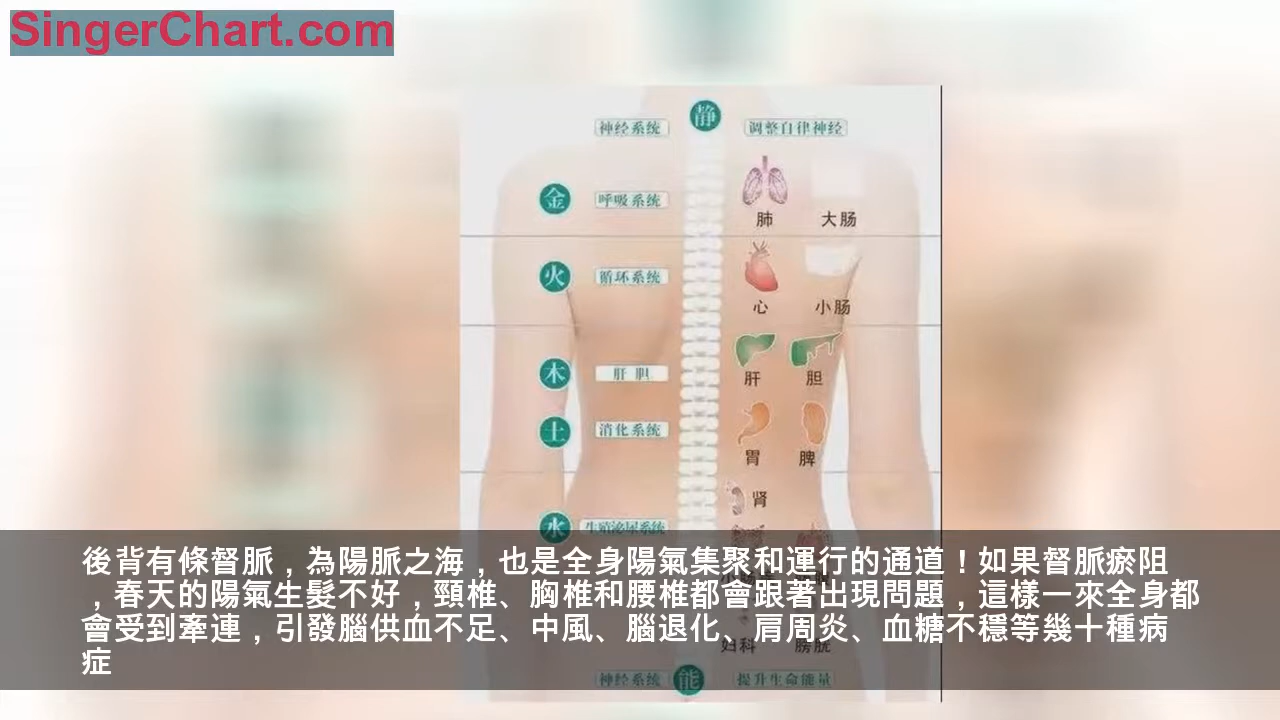 SingerChart.com
静
神经系统
调整自律神经
金
呼吸系统
肺
大肠
火
循环系统
心
小肠
木
肝 胆
肝
胆
土
消化系统
胃
脾
肾
水
生殖泌尿系统
後背有條督脈，為陽脈之海，也是全身陽氣集聚和運行的通道！如果督脈瘀阻
，春天的陽氣生髮不好，頸椎、胸椎和腰椎都會跟著出現問題，這樣一來全身都
會受到牽連，引發腦供血不足、中風、腦退化、肩周炎、血糖不穩等幾十種病
症
妇科
膀胱
神经系统
能
提升生命能量